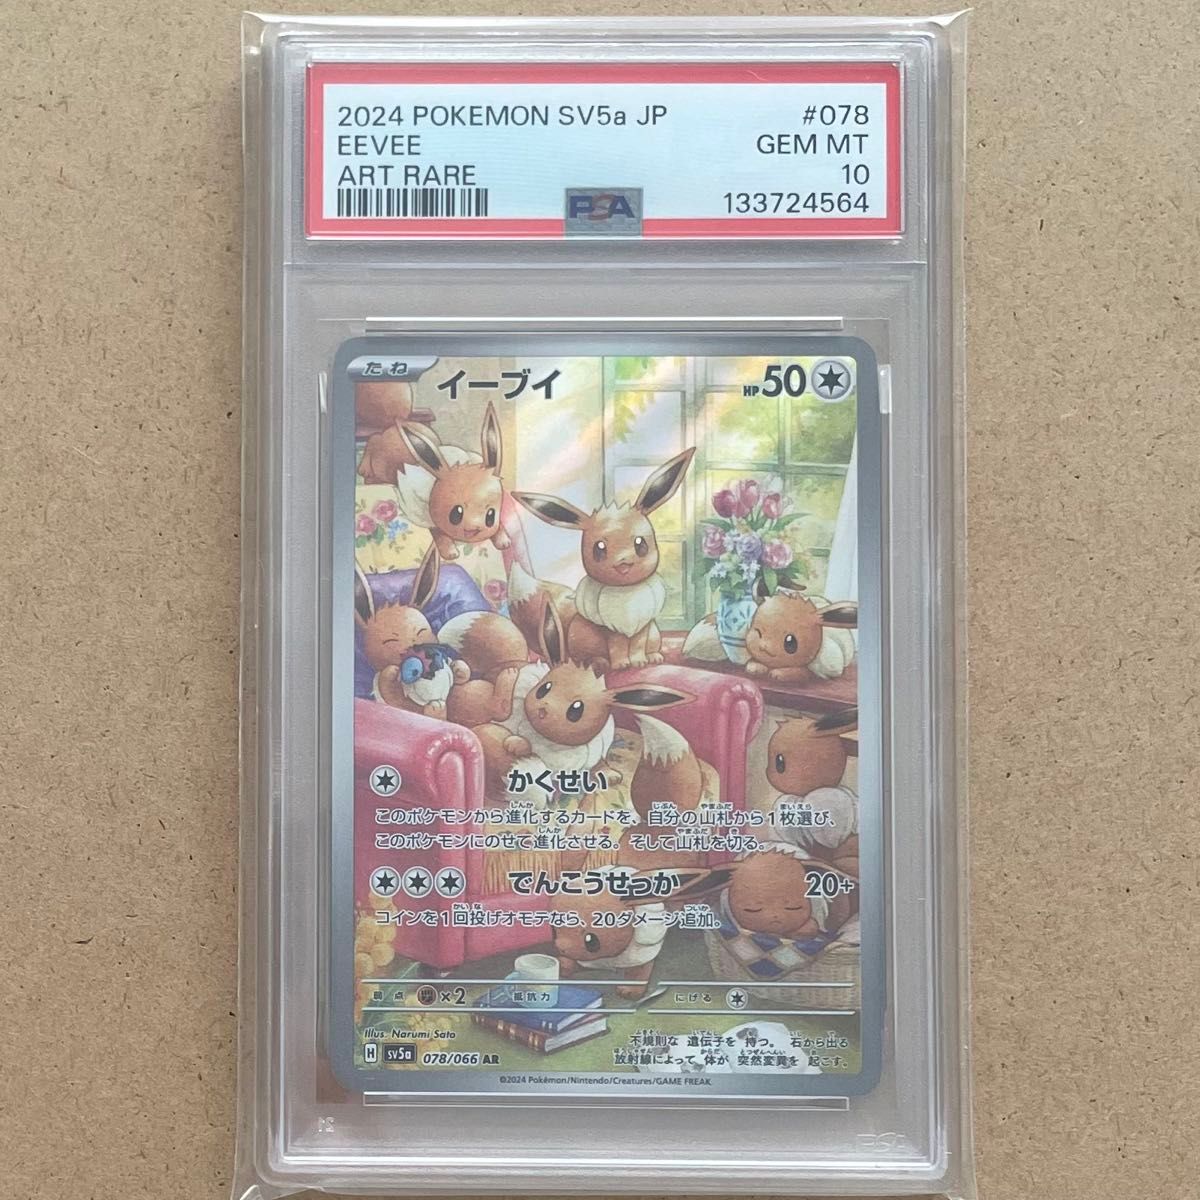 2024 POKEMON SV5a JP #078
EEVEE GEM MT
ART RARE 10
PSA 133724564
たね イーブイ HP50
かくせい
このポケモンから進化するカードを、自分の山札から1枚選び、
このポケモンにのせて進化させる。そして山札を切る。
でんこうせっか 20+
コインを1回投げオモテなら、20ダメージ追加。
弱点 ×2 抵抗力 にげる
Illus. Narumi Sato
H sv5a 078/066 AR
不規則な 遺伝子を 持つ。 石から出る
放射線によって 体が 突然変異を 起こす。
©2024 Pokémon/Nintendo/Creatures/GAME FREAK